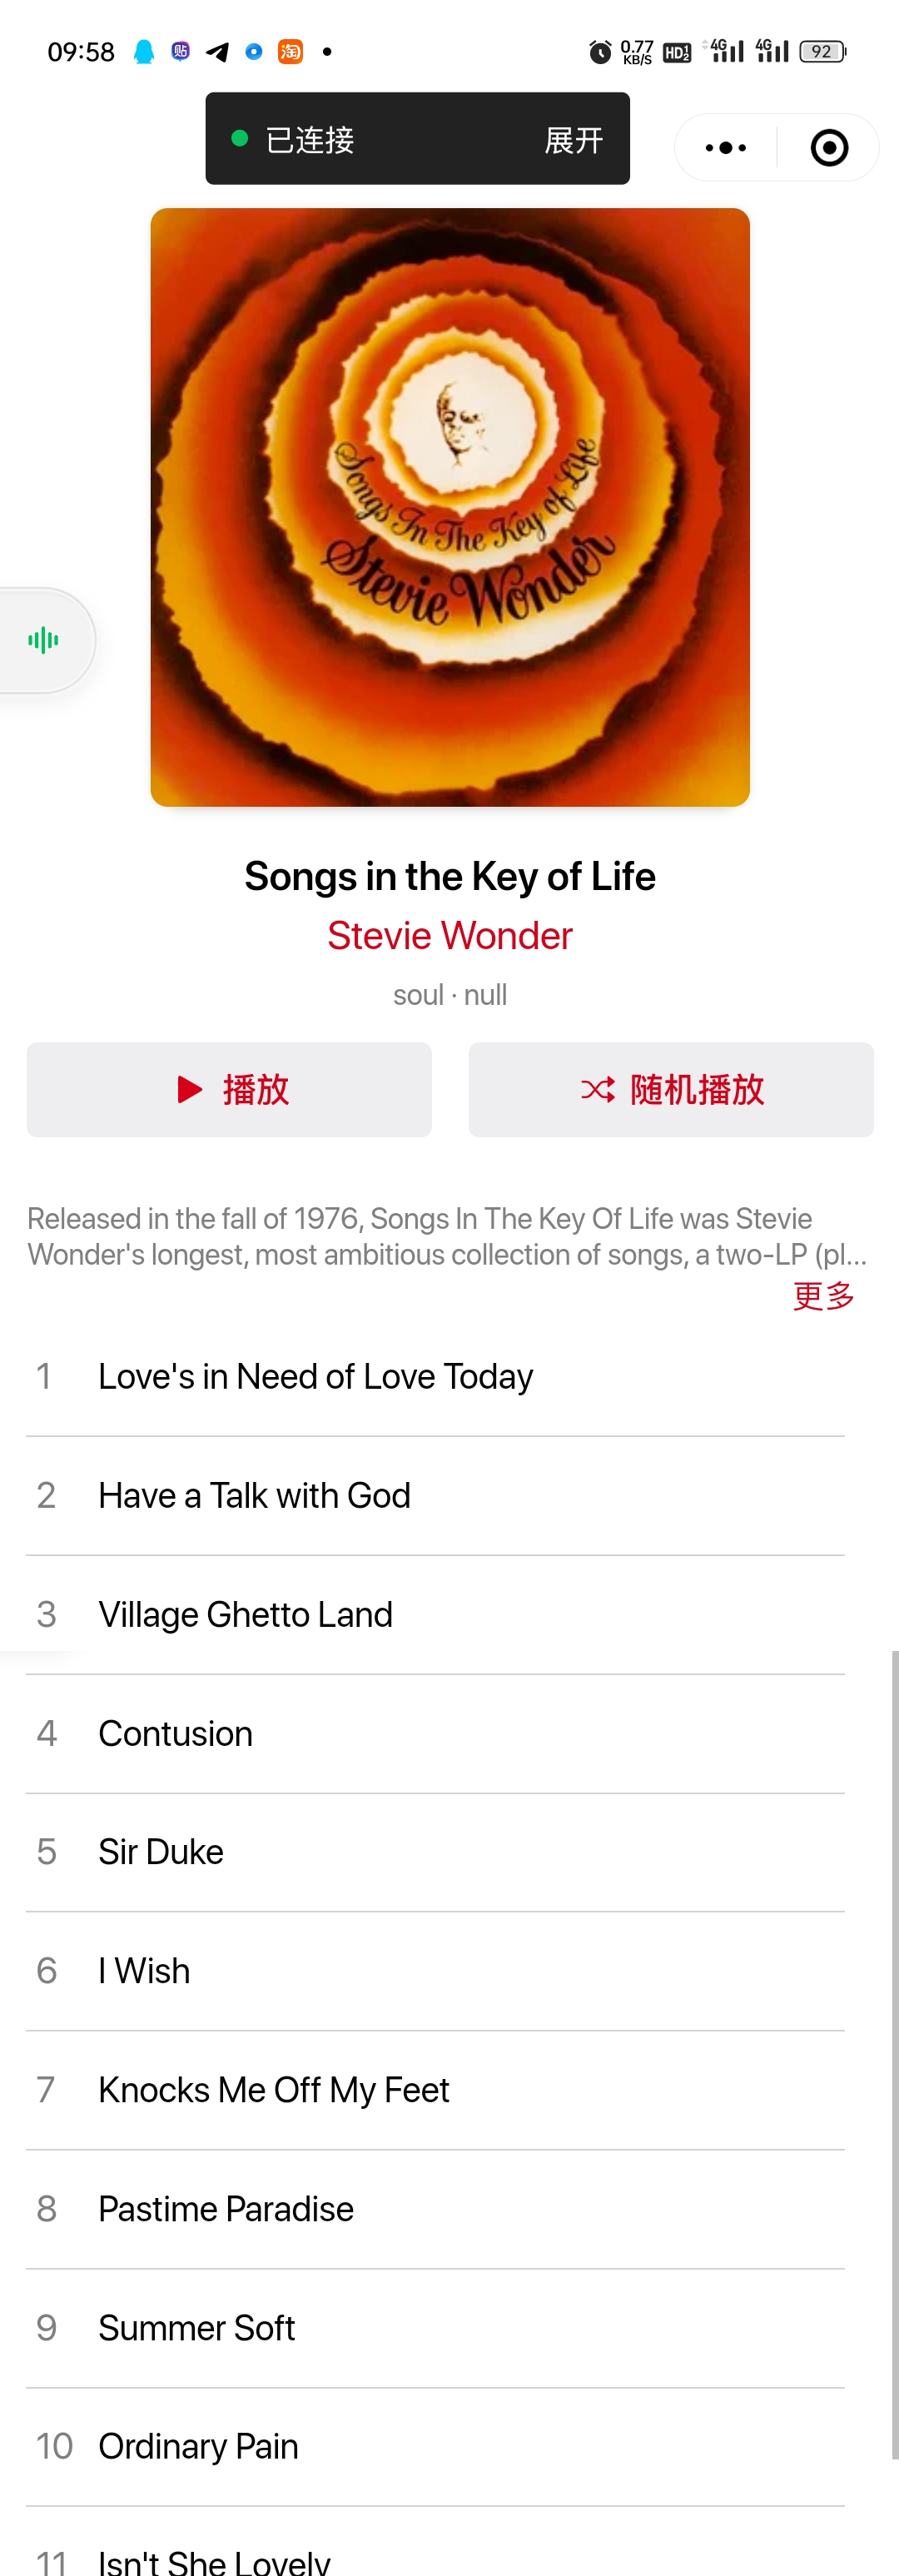 09:58 贴 淘 0.77 KB/S HD 1 2 4G 4G 92
已连接 展开
Songs In The Key of Life
Stevie Wonder
Songs in the Key of Life
Stevie Wonder
soul · null
播放 随机播放
Released in the fall of 1976, Songs In The Key Of Life was Stevie
Wonder's longest, most ambitious collection of songs, a two-LP (pl...
更多
1 Love's in Need of Love Today
2 Have a Talk with God
3 Village Ghetto Land
4 Contusion
5 Sir Duke
6 I Wish
7 Knocks Me Off My Feet
8 Pastime Paradise
9 Summer Soft
10 Ordinary Pain
11 Isn't She Lovely